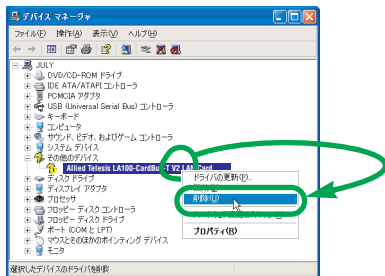 デバイス マネージャ
ファイル(F) 操作(A) 表示(V) ヘルプ(H)
JULY
DVD/CD-ROM ドライブ
IDE ATA/ATAPI コントローラ
PCMCIA アダプタ
USB (Universal Serial Bus) コントローラ
キーボード
コンピュータ
サウンド、ビデオ、およびゲーム コントローラ
システム デバイス
その他のデバイス
Allied Telesis LA100-CardBus-T V2 LAN Card
ドライバの更新(P)...
ディスク ドライブ
ディスプレイ アダプタ
削除(U)
プロセッサ
フロッピー ディスク コントローラ
フロッピー ディスク ドライブ
プロパティ(R)
ポート (COM と LPT)
マウスとそのほかのポインティング デバイス
モニタ
選択したデバイスのドライバを削除